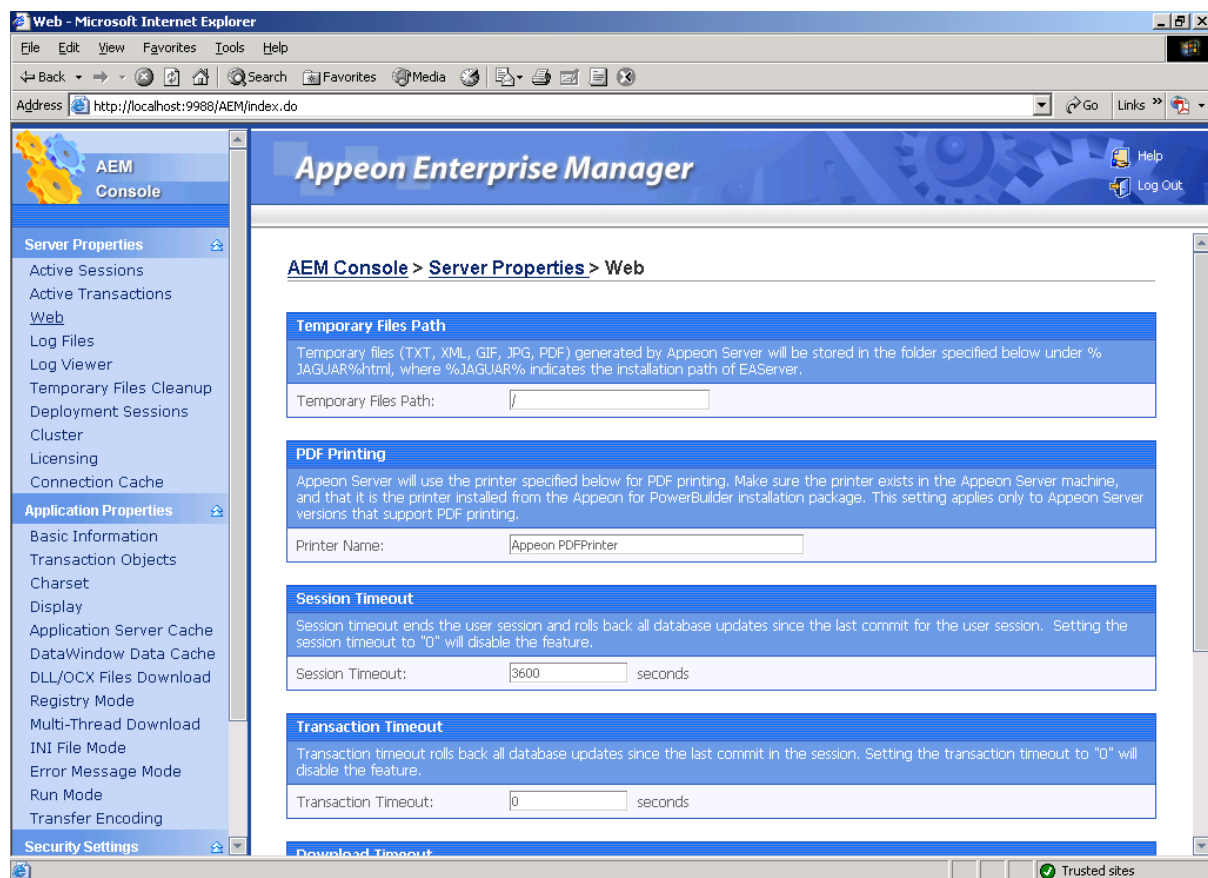 Web - Microsoft Internet Explorer
File Edit View Favorites Tools Help
Back Search Favorites Media
Address http://localhost:9988/AEM/index.do Go Links »
AEM
Console
Appeon Enterprise Manager
Help
Log Out
Server Properties
Active Sessions
Active Transactions
Web
Log Files
Log Viewer
Temporary Files Cleanup
Deployment Sessions
Cluster
Licensing
Connection Cache
Application Properties
Basic Information
Transaction Objects
Charset
Display
Application Server Cache
DataWindow Data Cache
DLL/OCX Files Download
Registry Mode
Multi-Thread Download
INI File Mode
Error Message Mode
Run Mode
Transfer Encoding
Security Settings
AEM Console > Server Properties > Web
Temporary Files Path
Temporary files (TXT, XML, GIF, JPG, PDF) generated by Appeon Server will be stored in the folder specified below under %
JAGUAR%html, where %JAGUAR% indicates the installation path of EAServer.
Temporary Files Path: /
PDF Printing
Appeon Server will use the printer specified below for PDF printing. Make sure the printer exists in the Appeon Server machine,
and that it is the printer installed from the Appeon for PowerBuilder installation package. This setting applies only to Appeon Server
versions that support PDF printing.
Printer Name: Appeon PDFPrinter
Session Timeout
Session timeout ends the user session and rolls back all database updates since the last commit for the user session. Setting the
session timeout to "0" will disable the feature.
Session Timeout: 3600 seconds
Transaction Timeout
Transaction timeout rolls back all database updates since the last commit in the session. Setting the transaction timeout to "0" will
disable the feature.
Transaction Timeout: 0 seconds
Download Timeout
Trusted sites